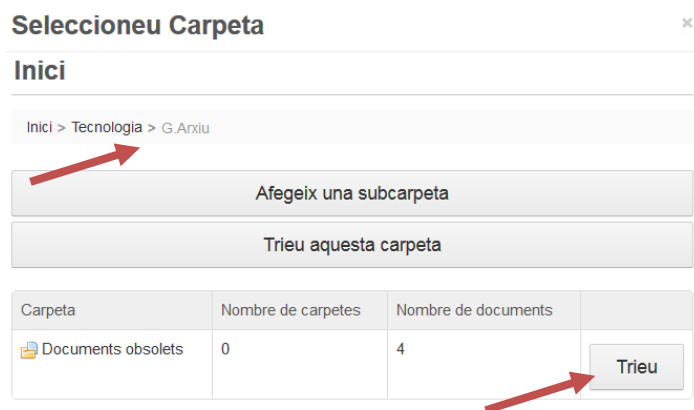 Seleccioneu Carpeta ×
Inici
Inici > Tecnologia > G.Arxiu
Afegeix una subcarpeta
Trieu aquesta carpeta
Carpeta Nombre de carpetes Nombre de documents
Documents obsolets 0 4 Trieu